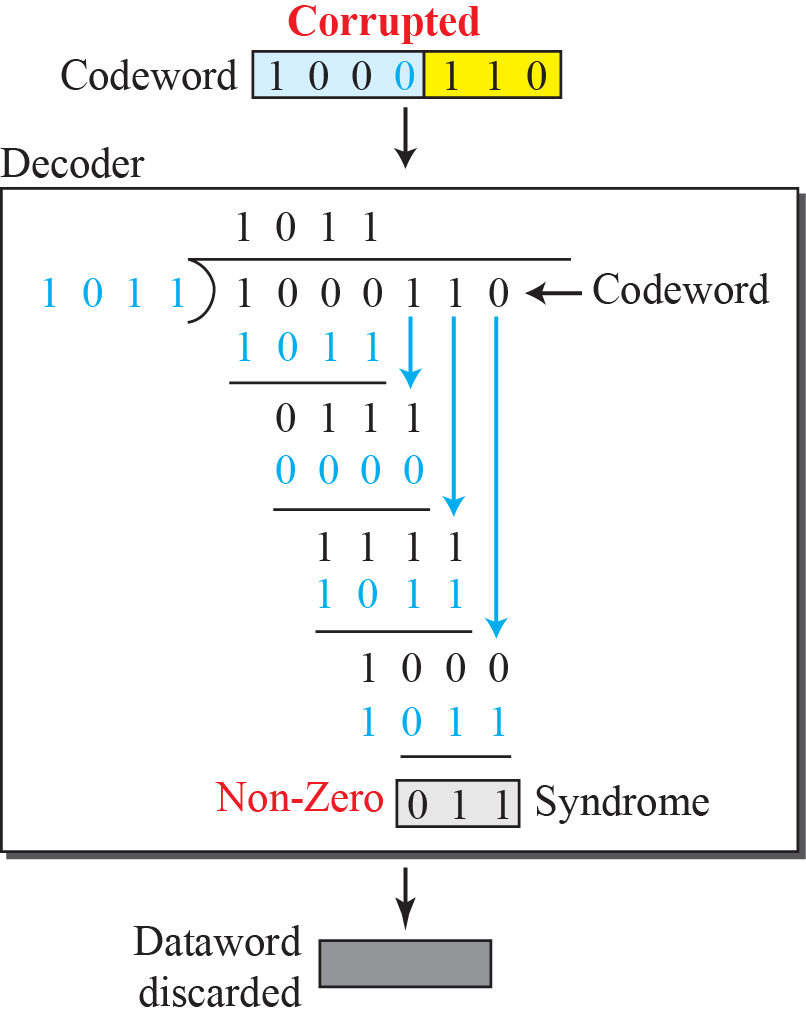 Corrupted
Codeword 1 0 0 0 1 1 0
Decoder
1 0 1 1
1 0 1 1 ) 1 0 0 0 1 1 0 Codeword
1 0 1 1
0 1 1 1
0 0 0 0
1 1 1 1
1 0 1 1
1 0 0 0
1 0 1 1
Non-Zero 0 1 1 Syndrome
Dataword
discarded